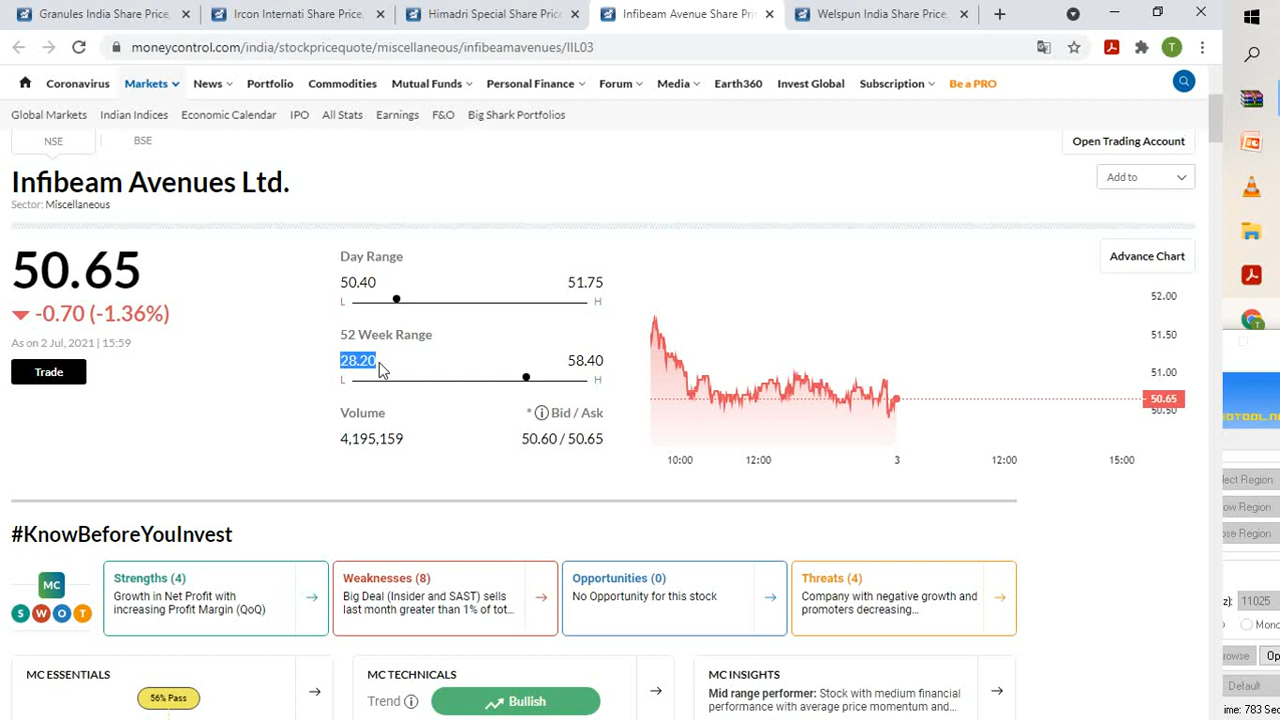 Granules India Share Price,
Ircon Internati Share Price,
Himadri Special Share Price
Infibeam Avenue Share Pri
Welspun India Share Price,
moneycontrol.com/india/stockpricequote/miscellaneous/infibeamavenues/IIL03
T
Coronavirus Markets News Portfolio Commodities Mutual Funds Personal Finance Forum Media Earth360 Invest Global Subscription Be a PRO
Global Markets Indian Indices Economic Calendar IPO All Stats Earnings F&O Big Shark Portfolios
NSE BSE
Open Trading Account
Infibeam Avenues Ltd.
Add to
Sector: Miscellaneous
50.65
-0.70 (-1.36%)
As on 2 Jul, 2021 | 15:59
Trade
Day Range
50.40 51.75
L H
52 Week Range
28.20 58.40
L H
Volume * Bid / Ask
4,195,159 50.60 / 50.65
Advance Chart
52.00
51.50
51.00
50.65
50.50
10:00 12:00 3 12:00 15:00
#KnowBeforeYouInvest
MC
S W O T
Strengths (4)
Growth in Net Profit with
increasing Profit Margin (QoQ)
Weaknesses (8)
Big Deal (Insider and SAST) sells
last month greater than 1% of tot...
Opportunities (0)
No Opportunity for this stock
Threats (4)
Company with negative growth and
promoters decreasing...
MC ESSENTIALS
56% Pass
MC TECHNICALS
Trend Bullish
MC INSIGHTS
Mid range performer: Stock with medium financial
performance with average price momentum and...
Region
Region
Region
11025
Mono
Default
783